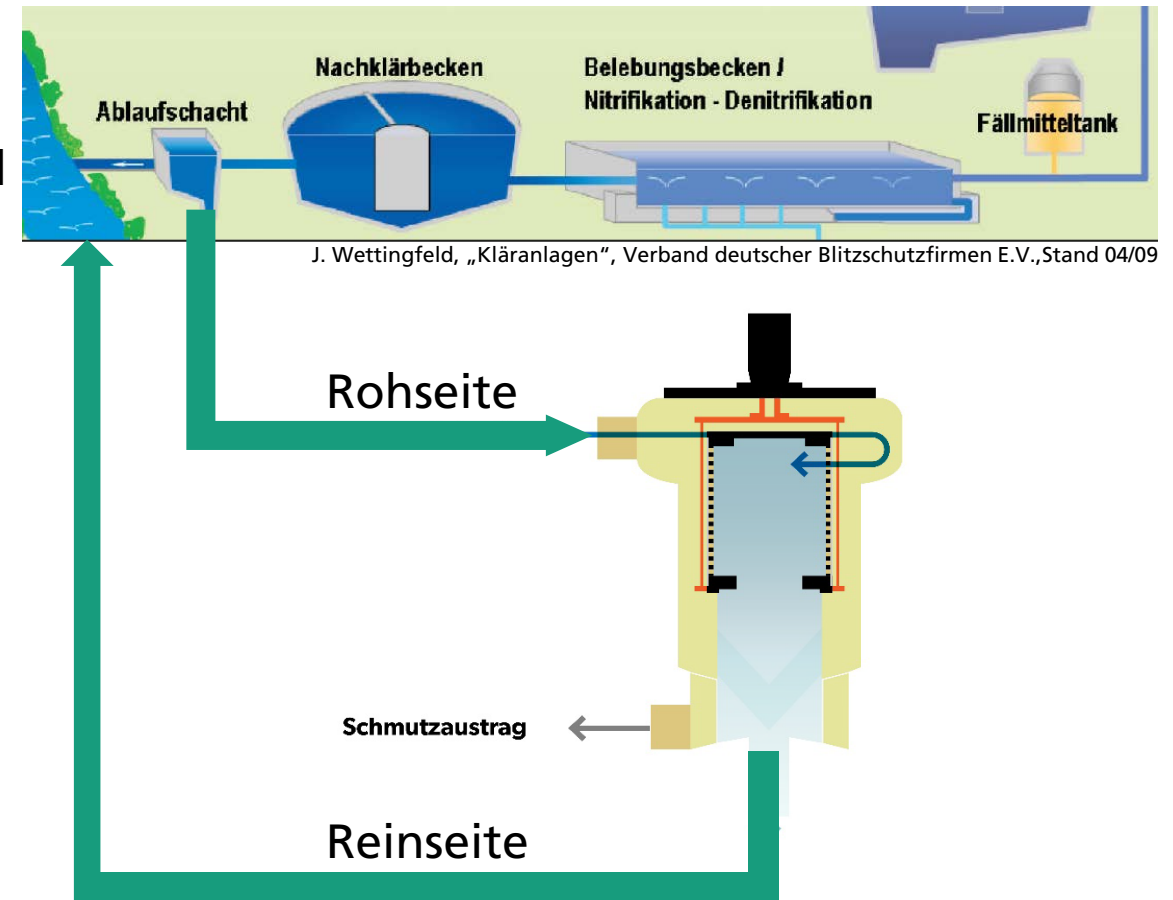 Nachklärbecken
Belebungsbecken /
Nitrifikation - Denitrifikation
Ablaufschacht
Fällmitteltank
J. Wettingfeld, „Kläranlagen“, Verband deutscher Blitzschutzfirmen E.V.,Stand 04/09
Rohseite
Schmutzaustrag
Reinseite